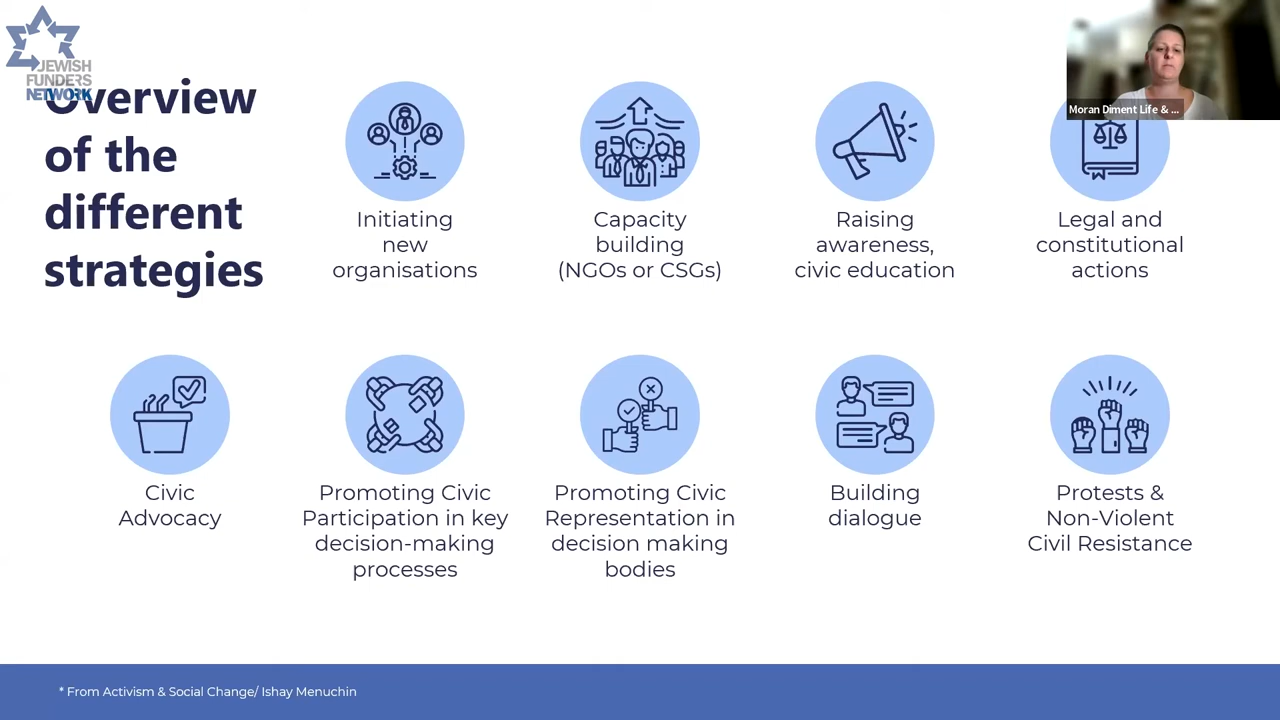 JEWISH
FUNDERS
NETWORK
Overview
of the
different
strategies
Moran Diment Life & ...
Initiating
new
organisations
Capacity
building
(NGOs or CSGs)
Raising
awareness,
civic education
Legal and
constitutional
actions
Civic
Advocacy
Promoting Civic
Participation in key
decision-making
processes
Promoting Civic
Representation in
decision making
bodies
Building
dialogue
Protests &
Non-Violent
Civil Resistance
* From Activism & Social Change/ Ishay Menuchin